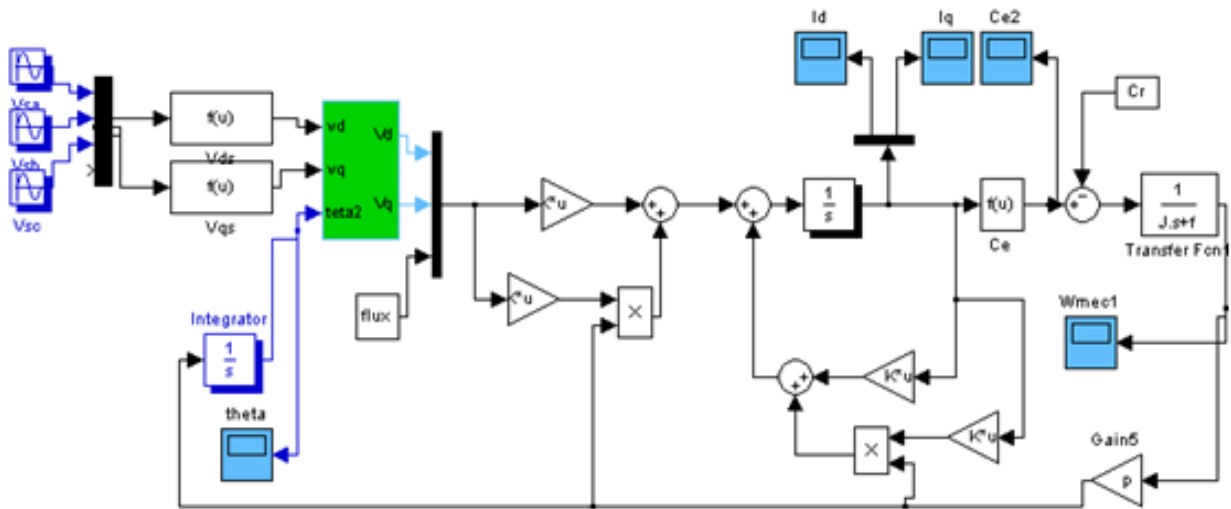 Id
Iq
Ce2
Vsa
f(u)
vd
Vd
Cr
Vds
Vsb
f(u)
vq
Vq
1
s
f(u)
1
J.s+f
Vsc
Vqs
teta2
Ce
Transfer Fcn1
flux
Integrator
1
s
Wmec1
K*u
theta
K*u
Gain5
p